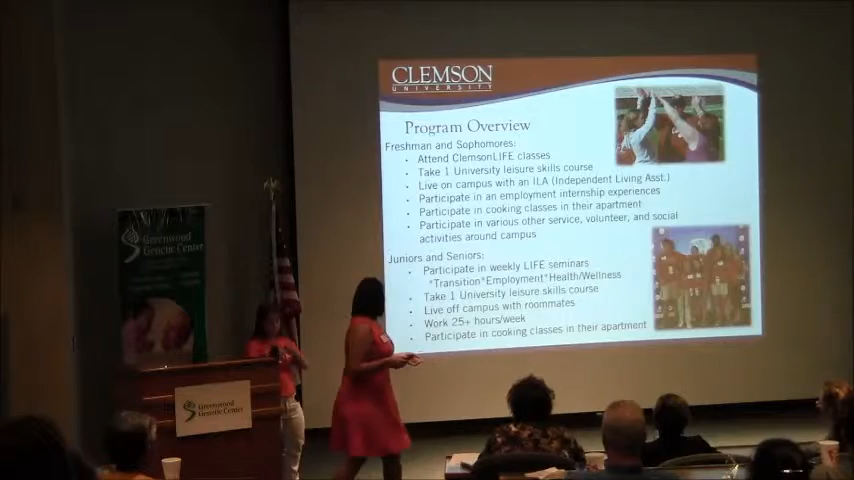 CLEMSON
UNIVERSITY
Program Overview
Freshman and Sophomores:
• Attend ClemsonLIFE classes
• Take 1 University leisure skills course
• Live on campus with an ILA (Independent Living Asst.)
• Participate in an employment internship experiences
• Participate in cooking classes in their apartment
• Participate in various other service, volunteer, and social
activities around campus
Juniors and Seniors:
• Participate in weekly LIFE seminars
*Transition*Employment*Health/Wellness
• Take 1 University leisure skills course
• Live off campus with roommates
• Work 25+ hours/week
• Participate in cooking classes in their apartment
Greenwood
Genetic Center
Greenwood
Genetic Center